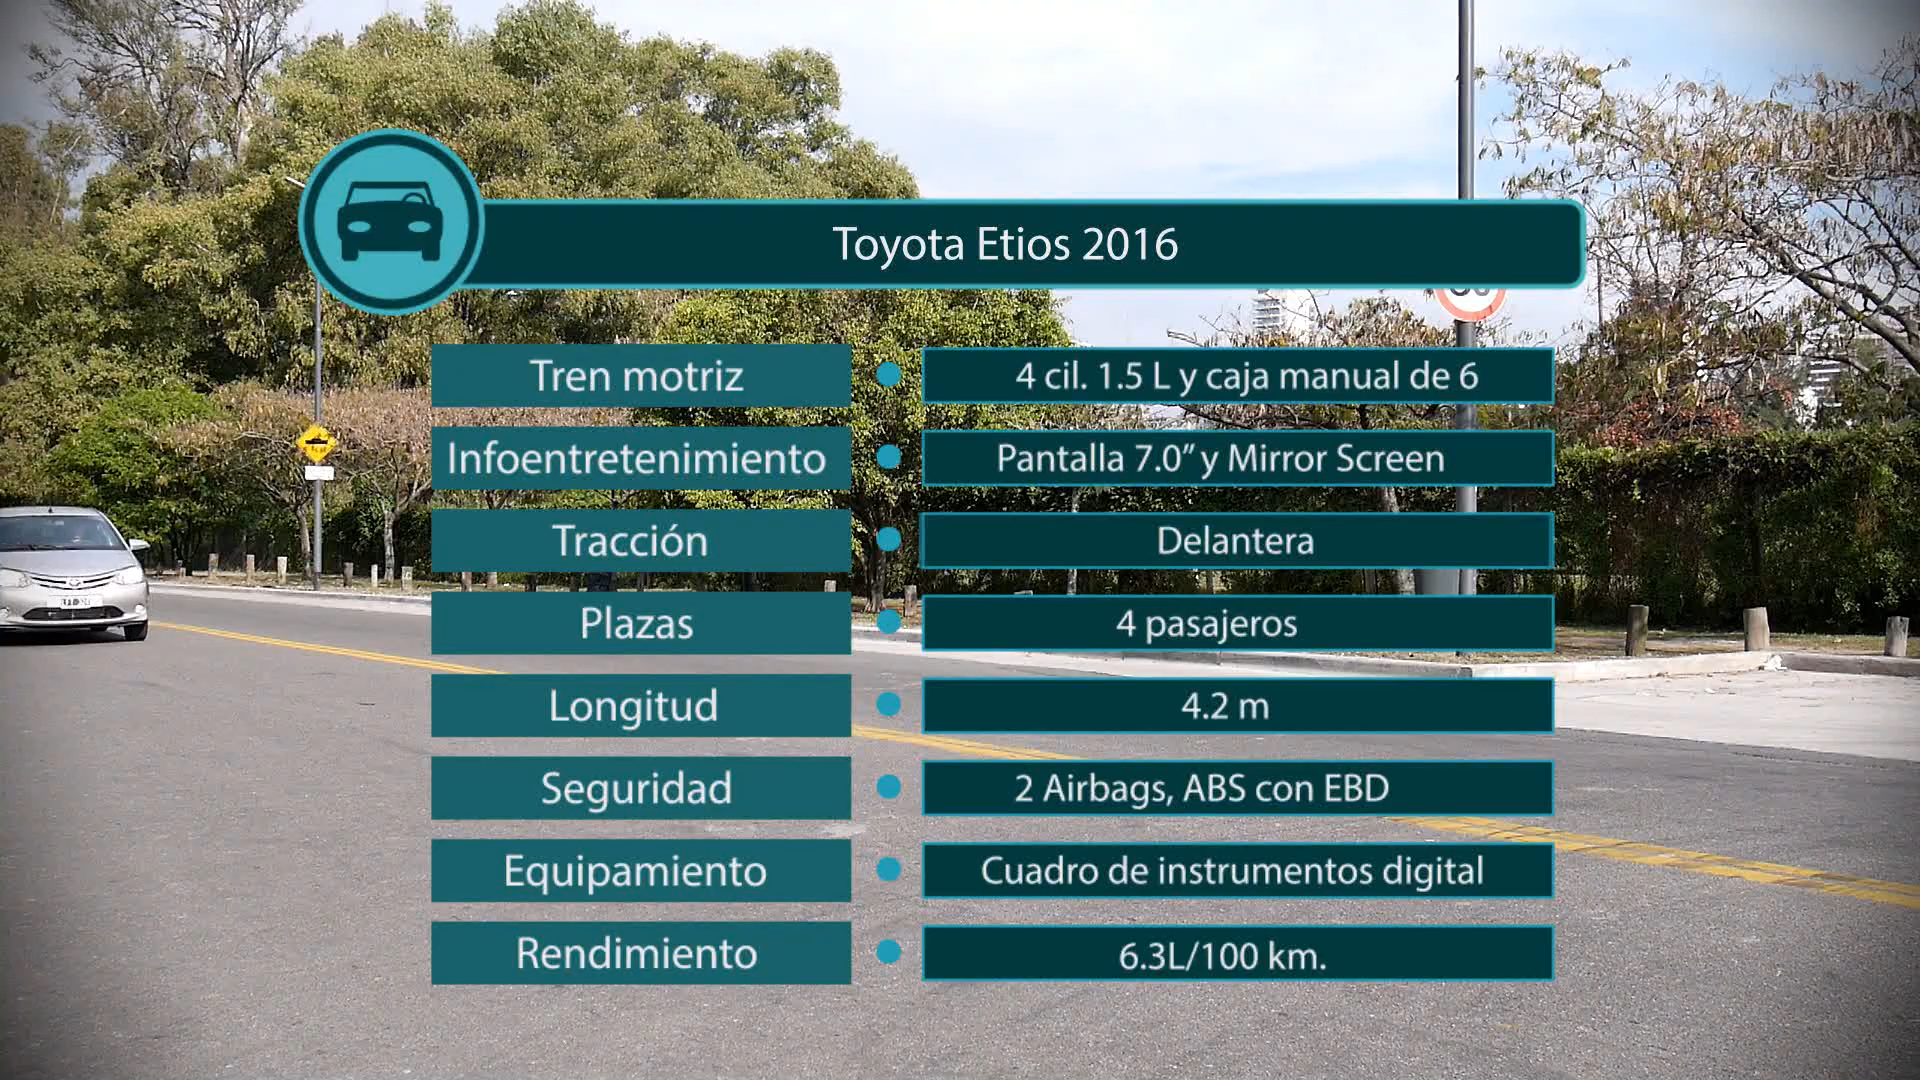 Toyota Etios 2016
Tren motriz
4 cil. 1.5 L y caja manual de 6
Infoentretenimiento
Pantalla 7.0” y Mirror Screen
Tracción
Delantera
Plazas
4 pasajeros
Longitud
4.2 m
Seguridad
2 Airbags, ABS con EBD
Equipamiento
Cuadro de instrumentos digital
Rendimiento
6.3L/100 km.